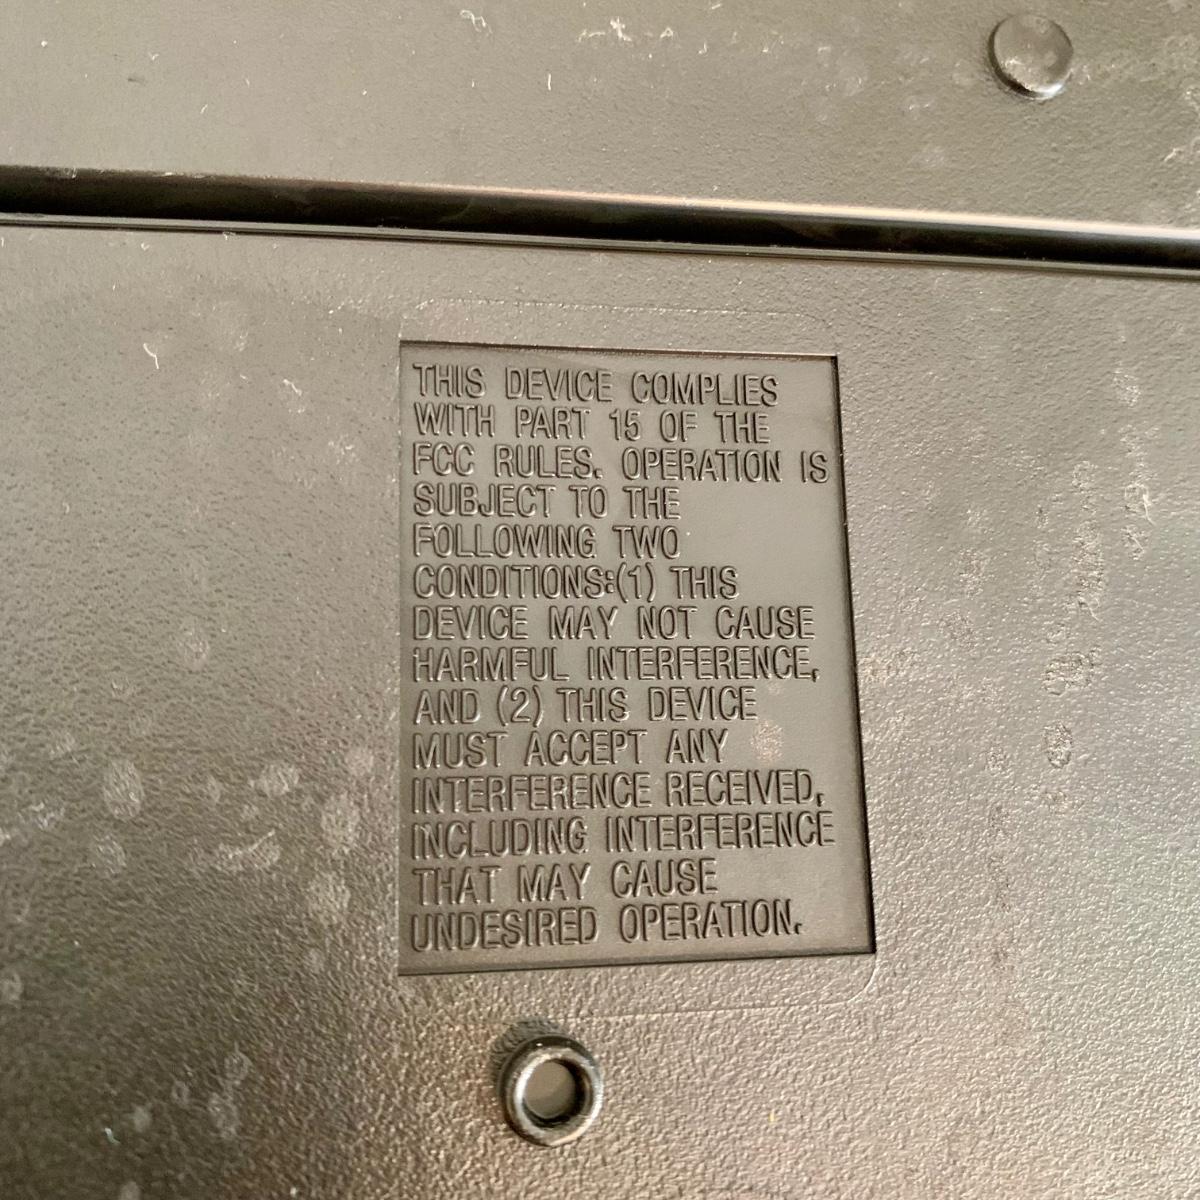 THIS DEVICE COMPLIES
WITH PART 15 OF THE
FCC RULES. OPERATION IS
SUBJECT TO THE
FOLLOWING TWO
CONDITIONS:(1) THIS
DEVICE MAY NOT CAUSE
HARMFUL INTERFERENCE,
AND (2) THIS DEVICE
MUST ACCEPT ANY
INTERFERENCE RECEIVED,
INCLUDING INTERFERENCE
THAT MAY CAUSE
UNDESIRED OPERATION.